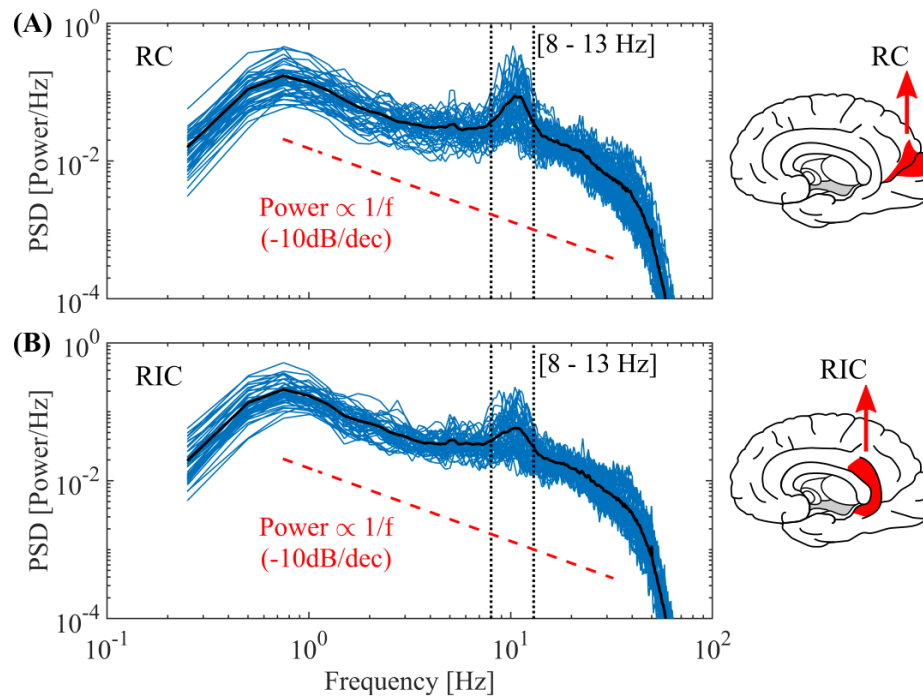 (A)
RC
[8 - 13 Hz]
RC
PSD [Power/Hz]
10^0
10^-2
10^-4
Power ∝ 1/f
(-10dB/dec)
(B)
RIC
[8 - 13 Hz]
RIC
PSD [Power/Hz]
10^0
10^-2
10^-4
Power ∝ 1/f
(-10dB/dec)
10^-1 10^0 10^1 10^2
Frequency [Hz]